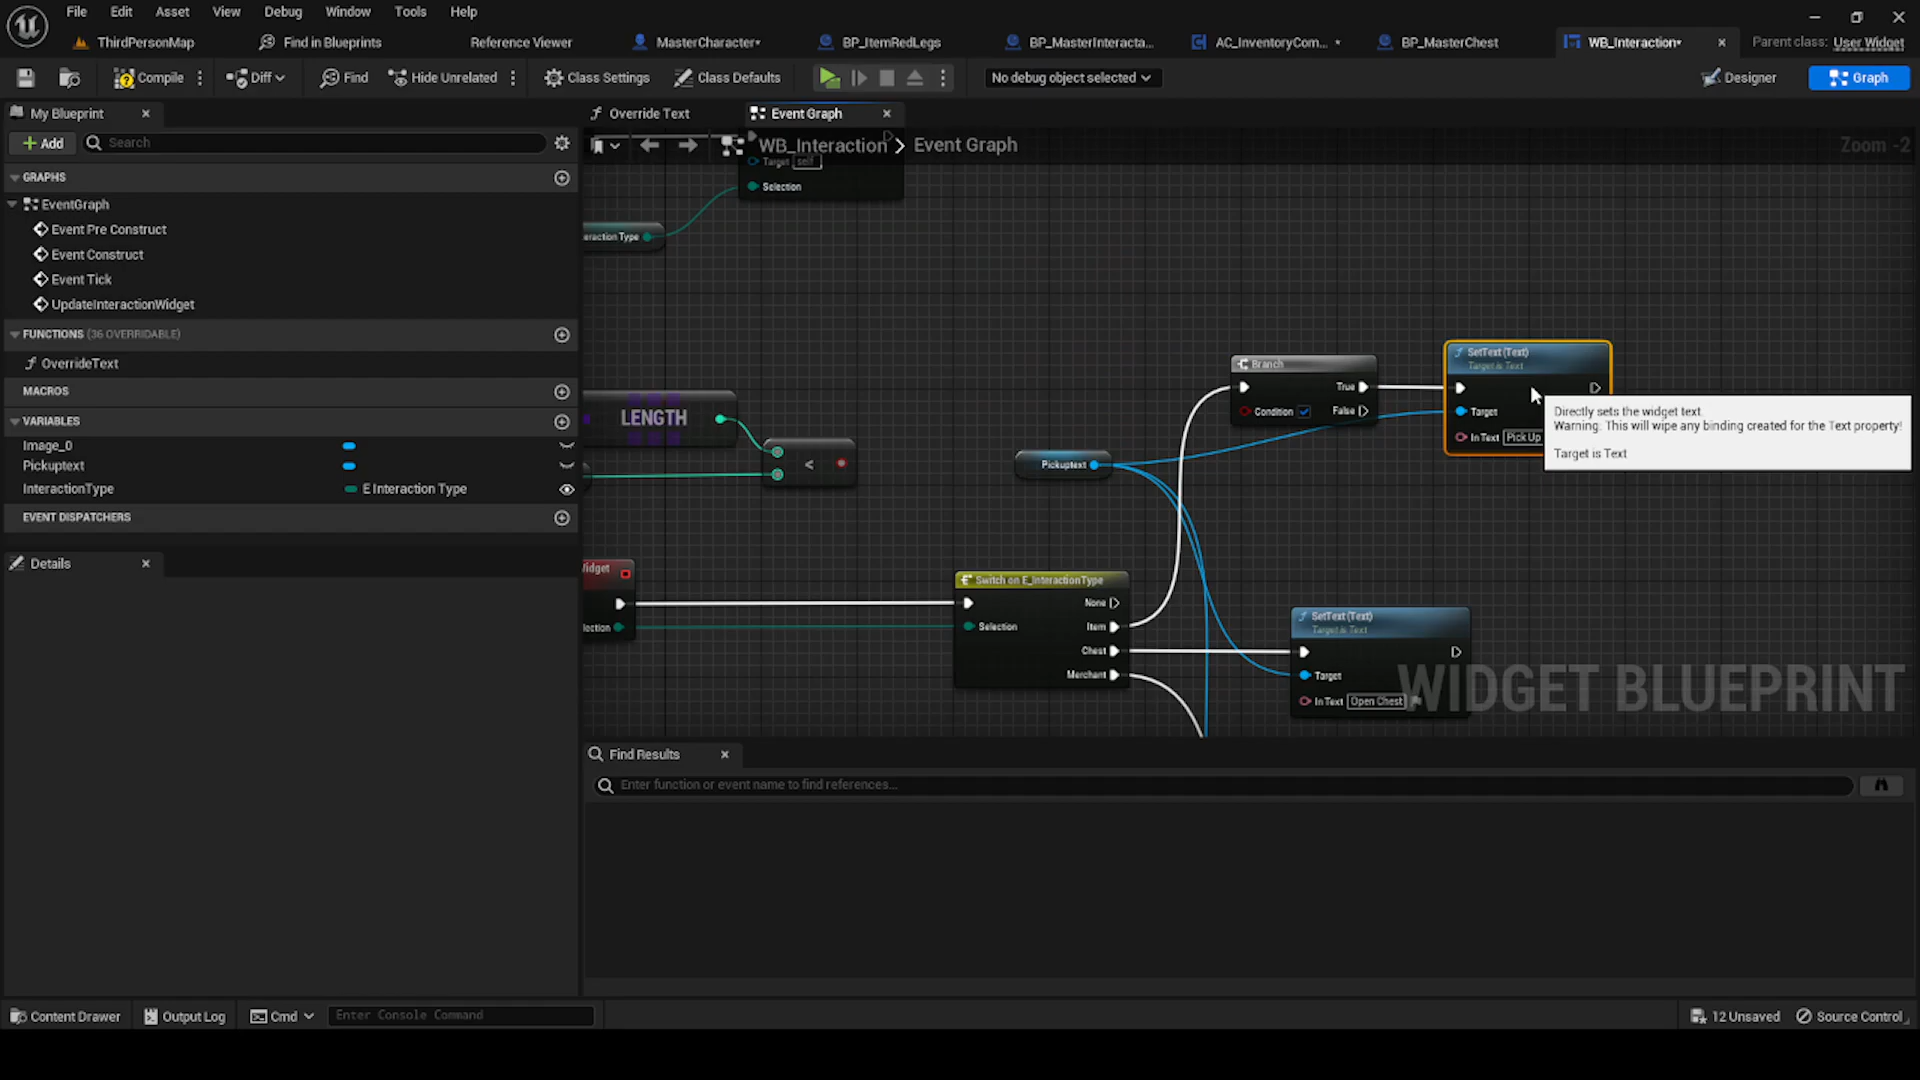 File Edit Asset View Debug Window Tools Help
ThirdPersonMap Find in Blueprints Reference Viewer MasterCharacter* BP_ItemRedLegs BP_MasterInteracta... AC_InventoryCom... * BP_MasterChest WB_Interaction* Parent class: User Widget
Compile Diff Find Hide Unrelated Class Settings Class Defaults No debug object selected Designer Graph
My Blueprint
Override Text Event Graph
Add Search
WB_Interaction > Event Graph Zoom -2
Target self
Selection
GRAPHS
EventGraph
Event Pre Construct
Event Construct
Event Tick
UpdateInteractionWidget
FUNCTIONS (36 OVERRIDABLE)
OverrideText
MACROS
VARIABLES
Image_0
Pickuptext
InteractionType E Interaction Type
EVENT DISPATCHERS
Details
eraction Type
LENGTH
<
Pickuptext
Branch
True
Condition False
SetText (Text)
Target is Text
Target
In Text Pick Up
Directly sets the widget text.
Warning: This will wipe any binding created for the Text property!
Target is Text
Widget
lection
Switch on E_InteractionType
None
Selection Item
Chest
Merchant
SetText (Text)
Target is Text
Target
In Text Open Chest
WIDGET BLUEPRINT
Find Results
Enter function or event name to find references...
Content Drawer Output Log Cmd Enter Console Command 12 Unsaved Source Control